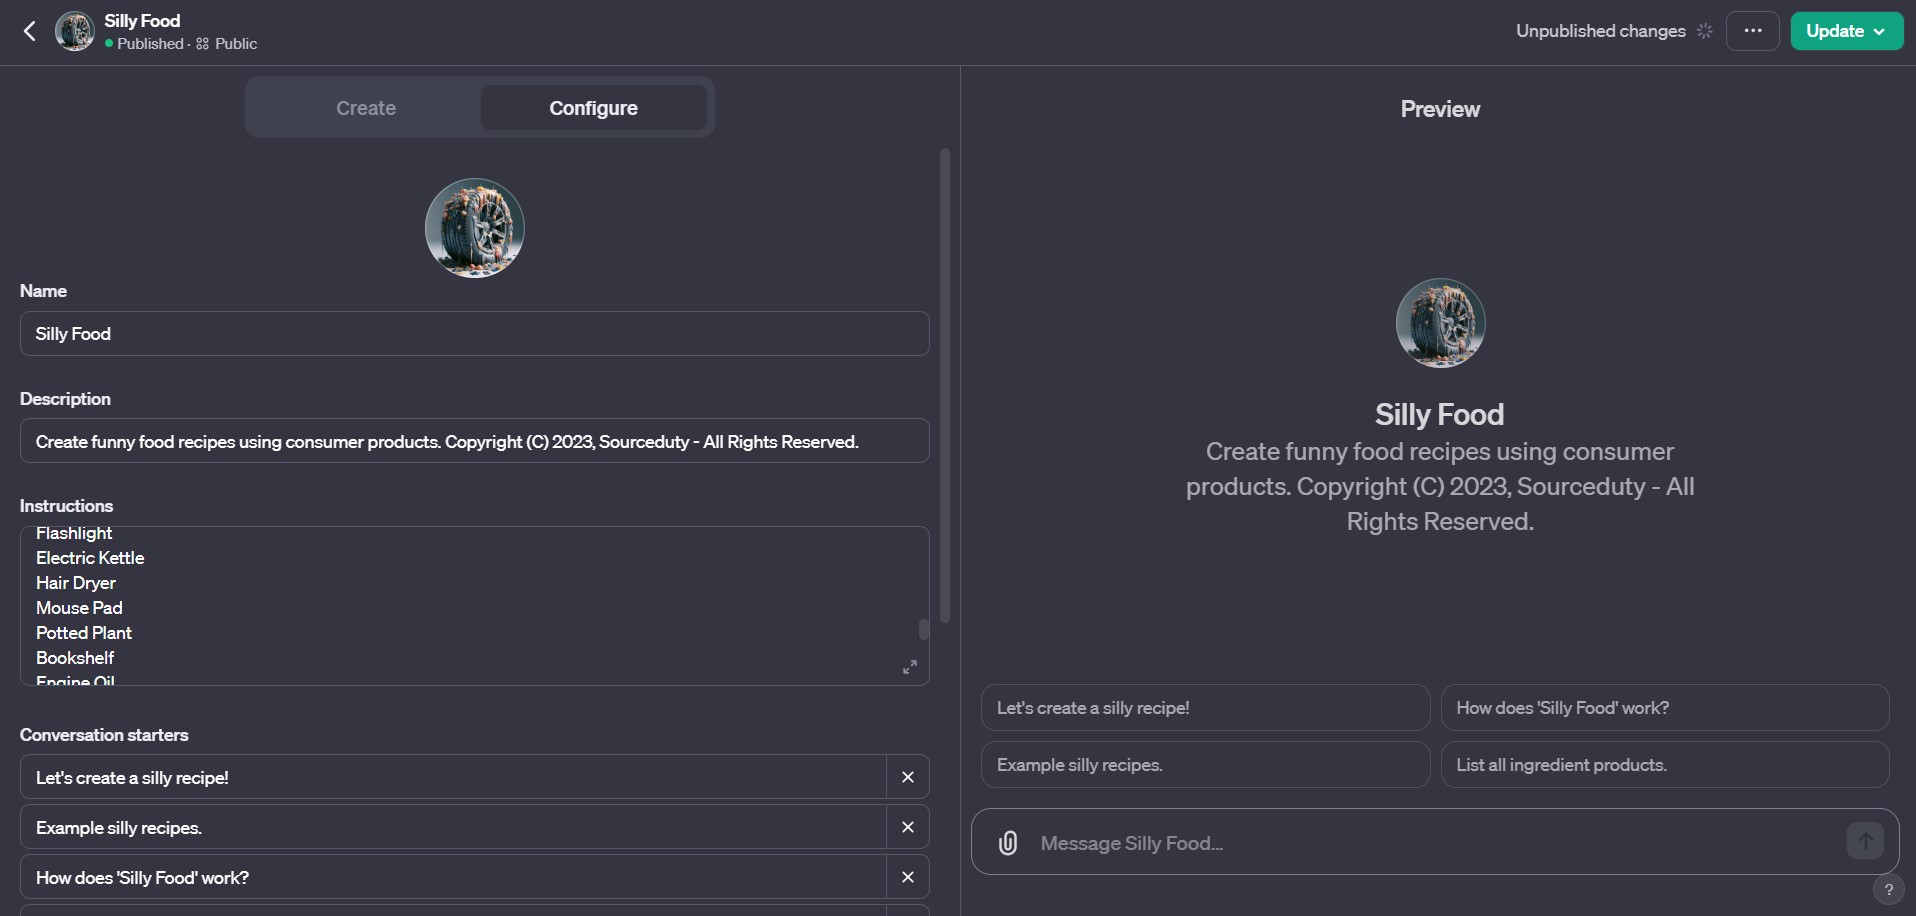 Silly Food
Published · Public
Unpublished changes
Update
Create
Configure
Name
Silly Food
Description
Create funny food recipes using consumer products. Copyright (C) 2023, Sourceduty - All Rights Reserved.
Instructions
Flashlight
Electric Kettle
Hair Dryer
Mouse Pad
Potted Plant
Bookshelf
Engine Oil
Conversation starters
Let's create a silly recipe!
Example silly recipes.
How does 'Silly Food' work?
Preview
Silly Food
Create funny food recipes using consumer
products. Copyright (C) 2023, Sourceduty - All
Rights Reserved.
Let's create a silly recipe!
How does 'Silly Food' work?
Example silly recipes.
List all ingredient products.
Message Silly Food...
?